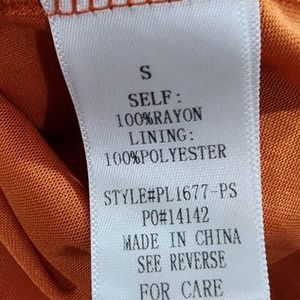 S
SELF:
100%RAYON
LINING:
100%POLYESTER
STYLE#PL1677-PS
PO#14142
MADE IN CHINA
SEE REVERSE
FOR CARE